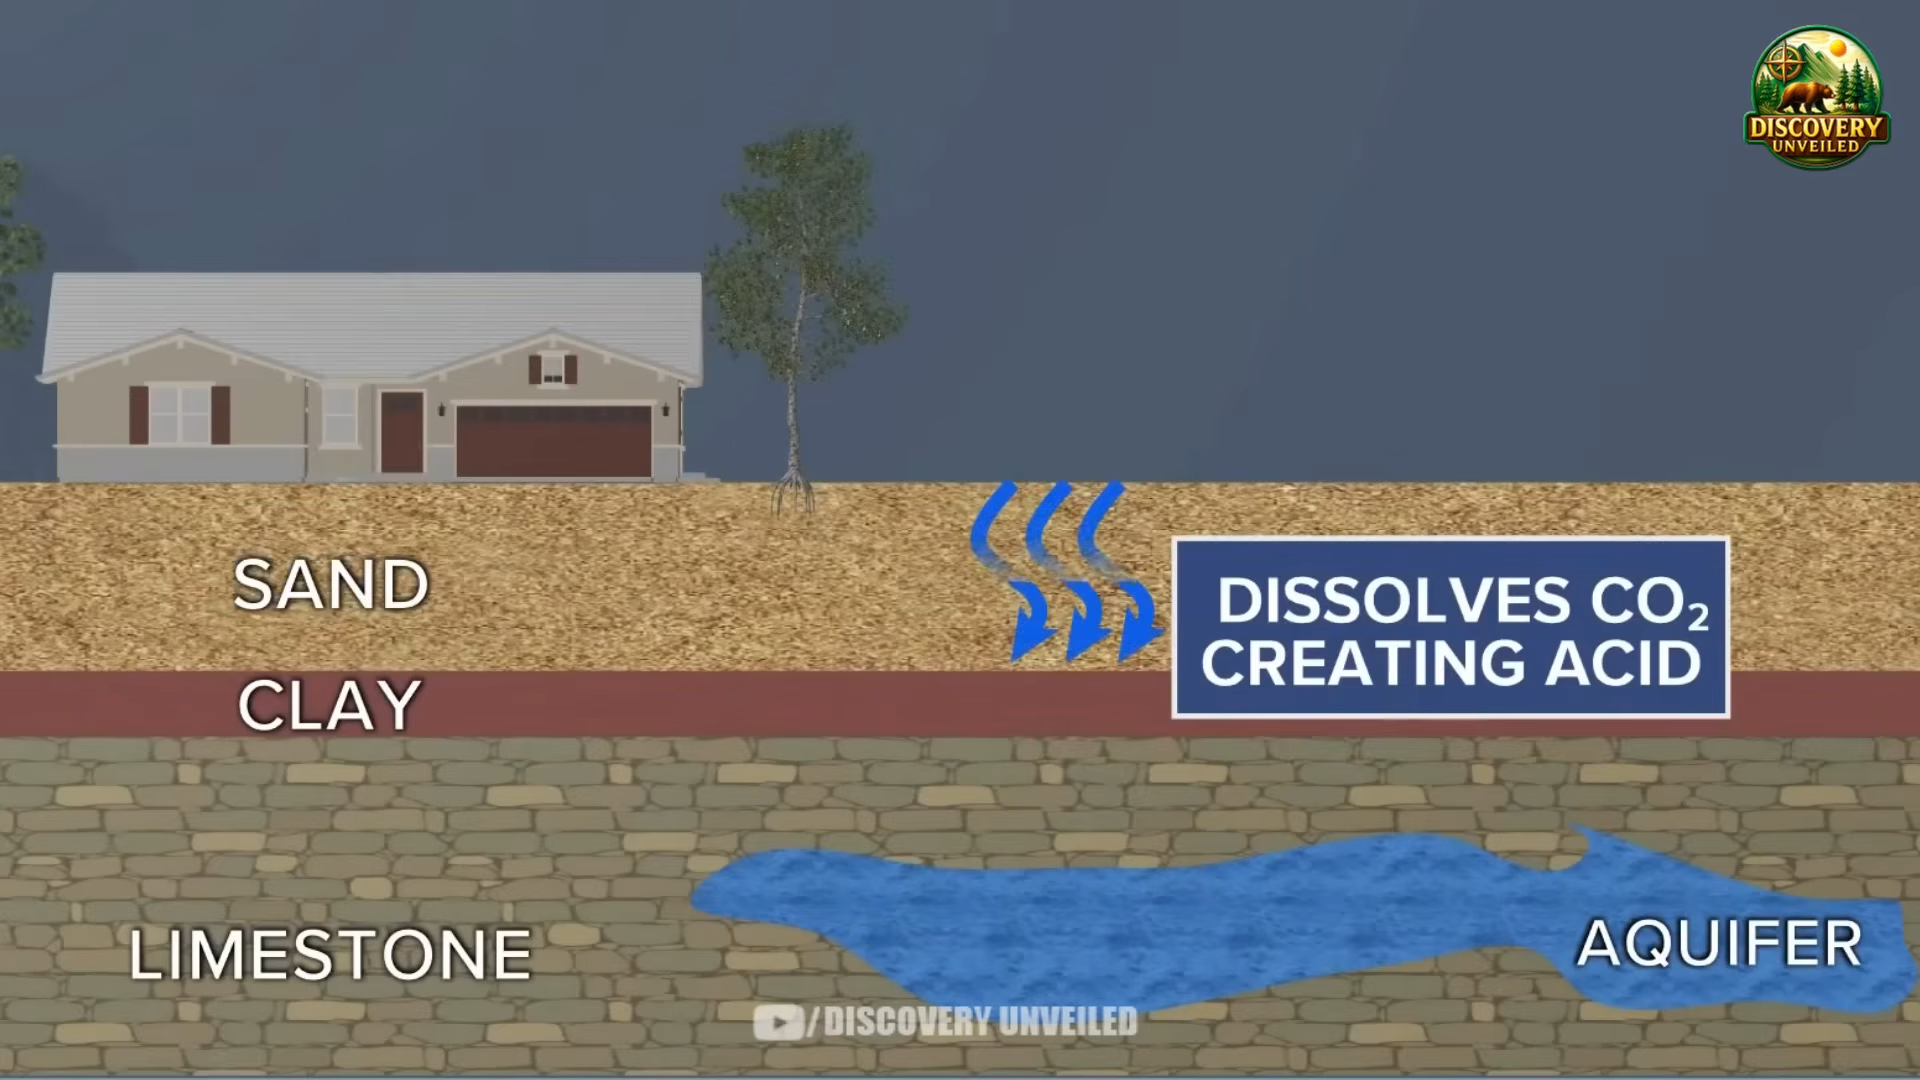 DISCOVERY
UNVEILED
SAND
DISSOLVES CO₂
CREATING ACID
CLAY
LIMESTONE
AQUIFER
/DISCOVERY UNVEILED